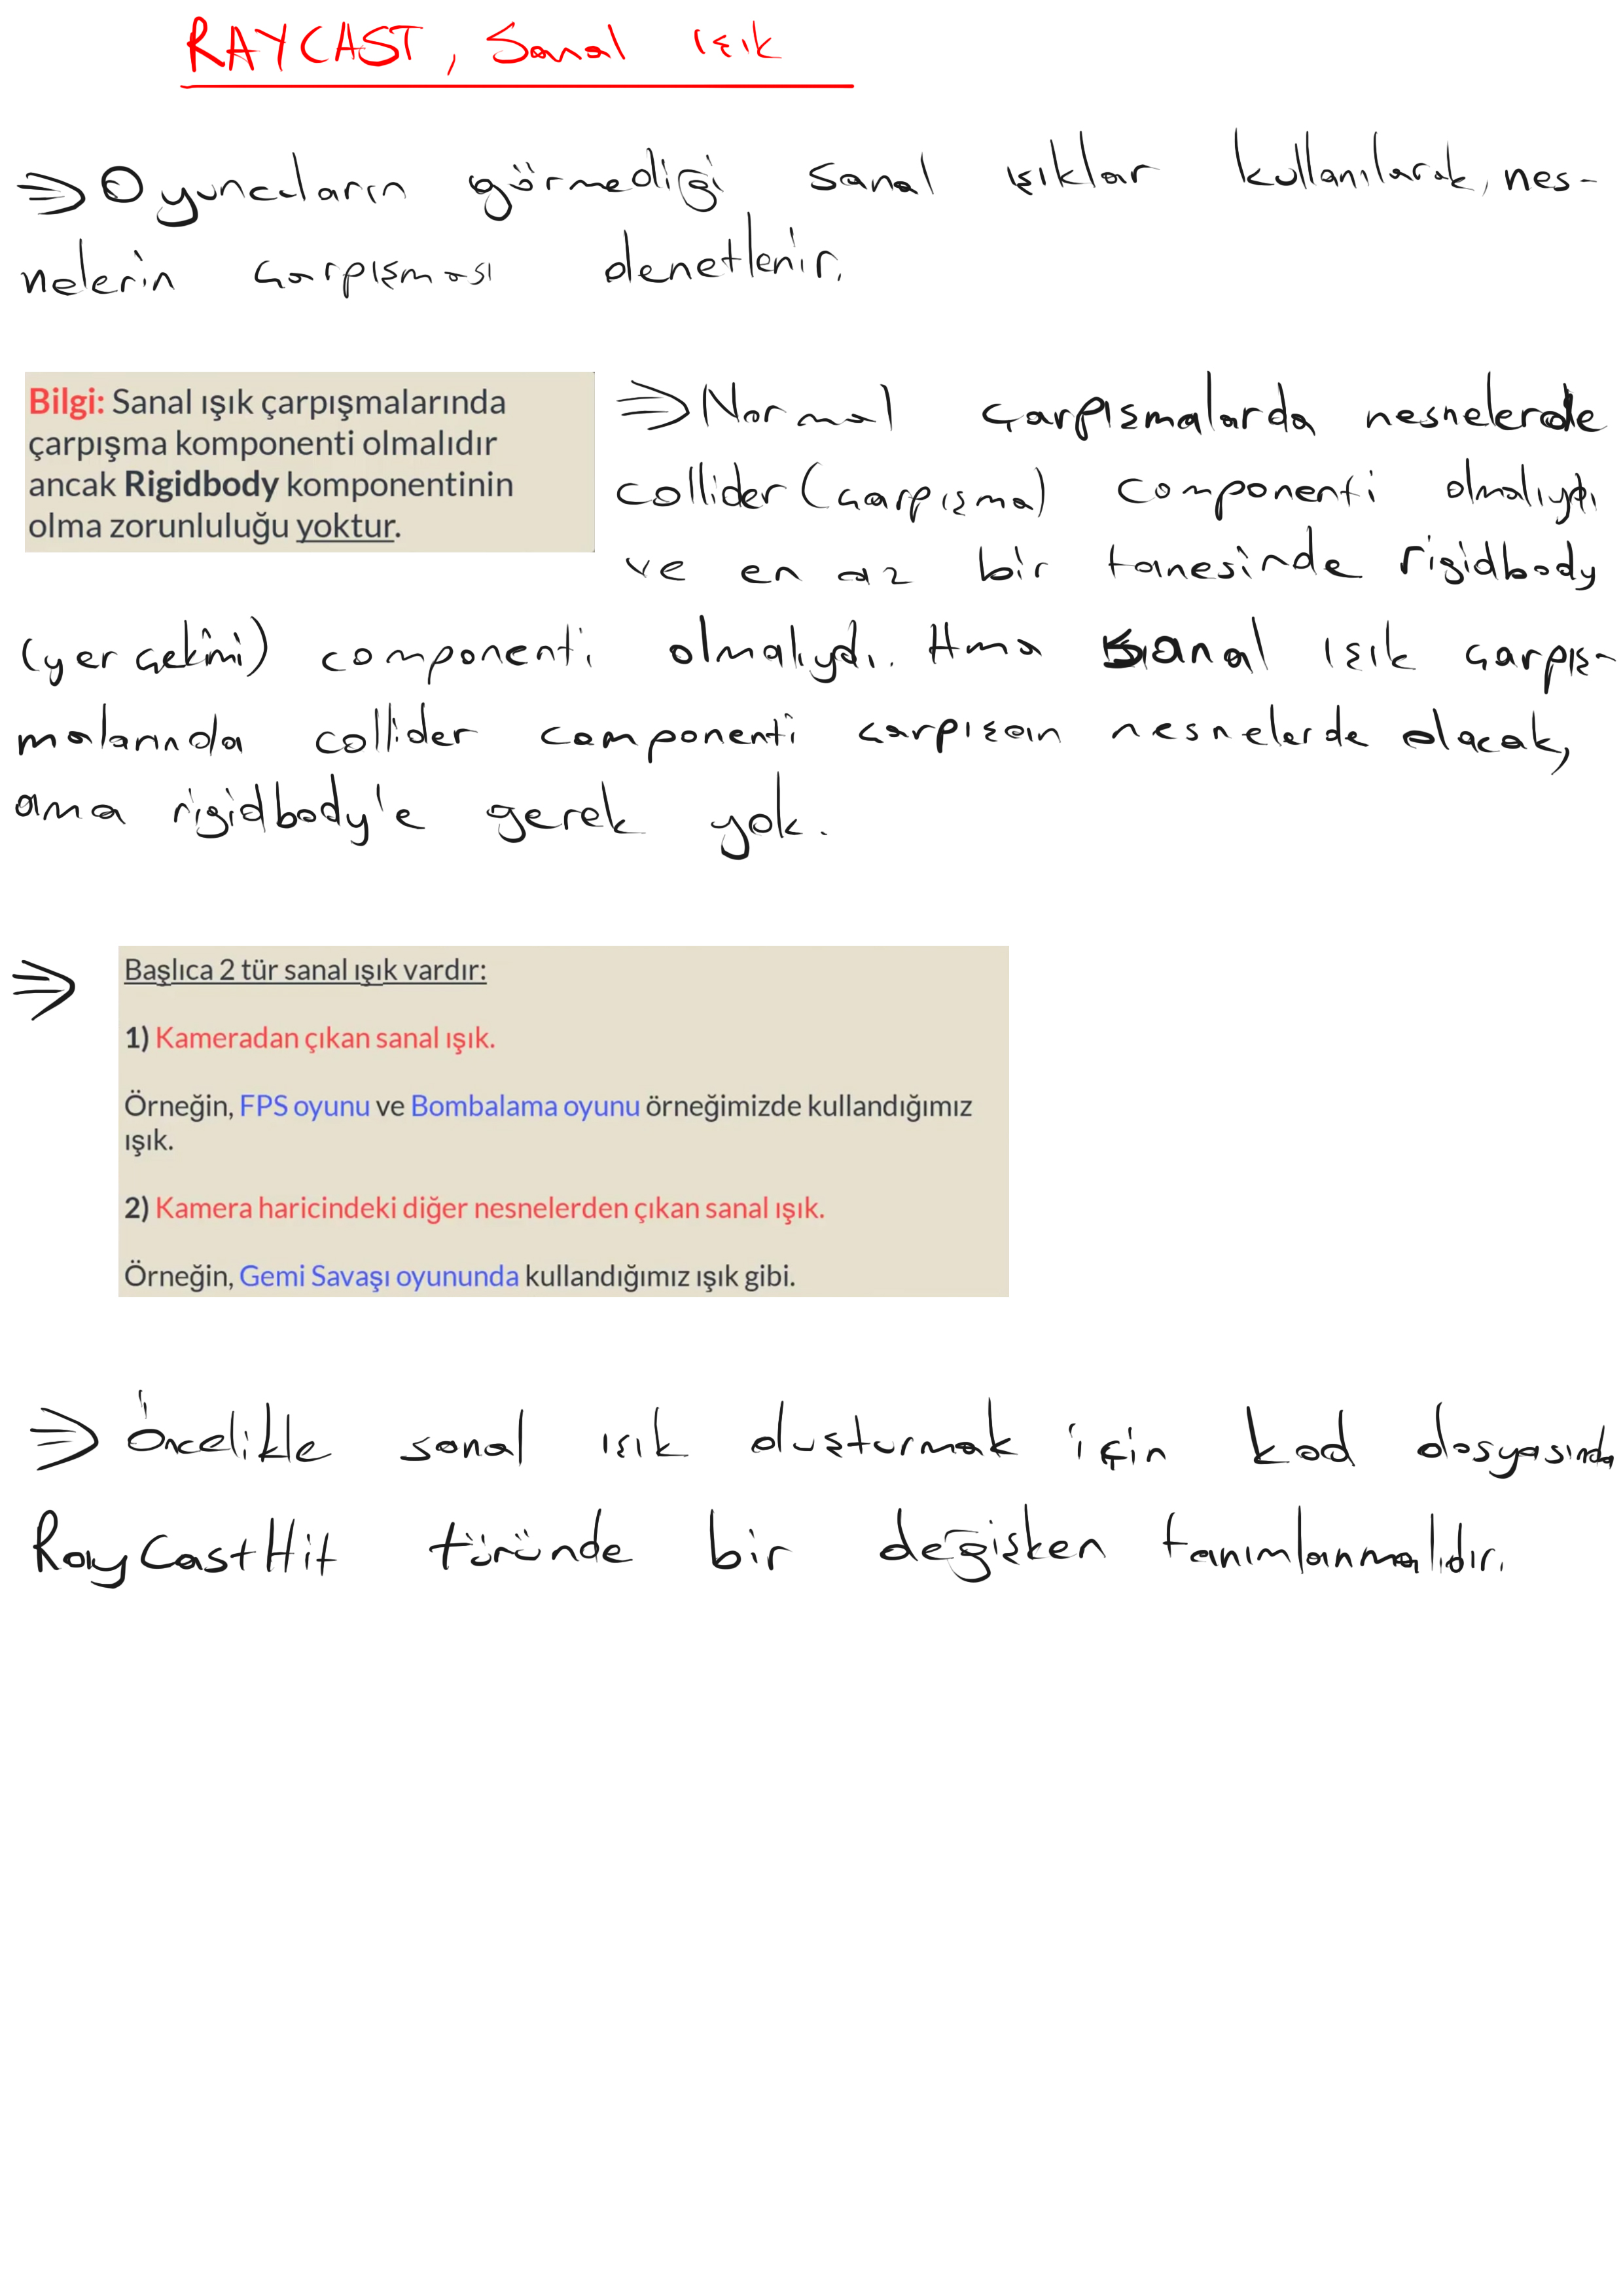 RAYCAST, Sanal Işık
⇒ Oyuncuların görmediği sanal ışıklar kullanılarak, nes-
nelerin çarpışması denetlenir.
Bilgi: Sanal ışık çarpışmalarında
çarpışma komponenti olmalıdır
ancak Rigidbody komponentinin
olma zorunluluğu yoktur.
⇒ Normal çarpışmalarda nesnelerde
collider (çarpışma) componenti olmalıydı
ve en az bir tanesinde rigidbody
(yer çekimi) componenti olmalıydı. Ama sanal ışık çarpış-
malarında collider componenti çarpışan nesnelerde olacak,
ama rigidbody'e gerek yok.
⇒
Başlıca 2 tür sanal ışık vardır:
1) Kameradan çıkan sanal ışık.
Örneğin, FPS oyunu ve Bombalama oyunu örneğimizde kullandığımız
ışık.
2) Kamera haricindeki diğer nesnelerden çıkan sanal ışık.
Örneğin, Gemi Savaşı oyununda kullandığımız ışık gibi.
⇒ Öncelikle sanal ışık oluşturmak için kod dosyasında
RayCastHit türünde bir değişken tanımlanmalıdır.